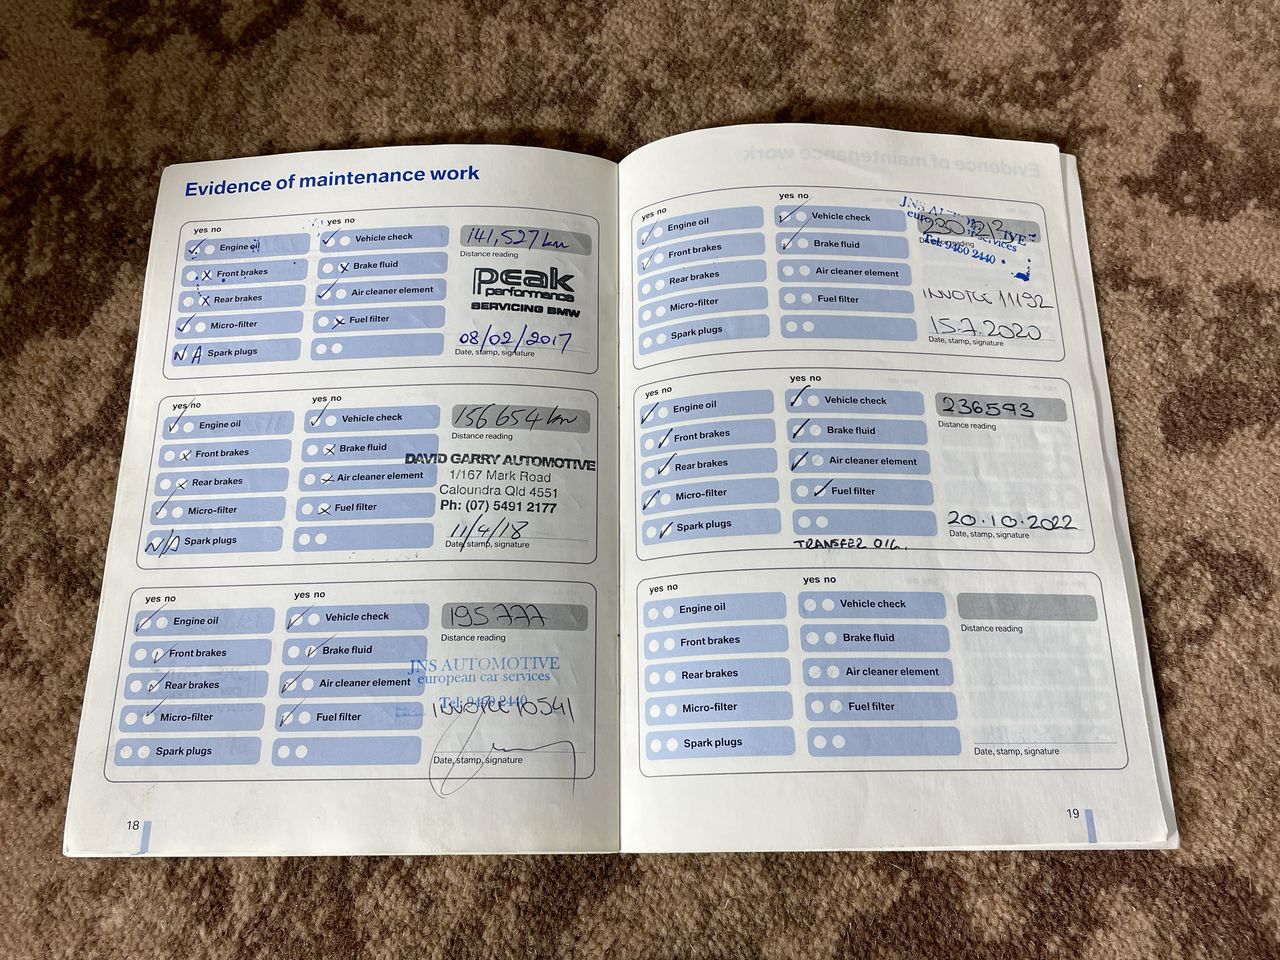 Evidence of maintenance work
yes no
yes no
Engine oil
Vehicle check
141,527 km
Distance reading
Front brakes
Brake fluid
Rear brakes
Air cleaner element
peak
performance
SERVICING BMW
Micro-filter
Fuel filter
08/02/2017
Date, stamp, signature
N/A Spark plugs
yes no
yes no
Engine oil
Vehicle check
156 654 km
Distance reading
Front brakes
Brake fluid
DAVID GARRY AUTOMOTIVE
1/167 Mark Road
Caloundra Qld 4551
Ph: (07) 5491 2177
Rear brakes
Air cleaner element
Micro-filter
Fuel filter
11/4/18
Date, stamp, signature
N/A Spark plugs
yes no
yes no
Engine oil
Vehicle check
195777
Distance reading
Front brakes
Brake fluid
JNS AUTOMOTIVE
european car services
Tel: 9460 2440
Rear brakes
Air cleaner element
Micro-filter
Fuel filter
INVOICE 10541
Date, stamp, signature
Spark plugs
18
yes no
yes no
Engine oil
Vehicle check
JNS
Tel: 9460 2440
Front brakes
Brake fluid
Rear brakes
Air cleaner element
Micro-filter
Fuel filter
INVOICE 11192
15.7.2020
Date, stamp, signature
Spark plugs
yes no
yes no
Engine oil
Vehicle check
236593
Distance reading
Front brakes
Brake fluid
Rear brakes
Air cleaner element
Micro-filter
Fuel filter
Spark plugs
20.10.2022
Date, stamp, signature
TRANSFER OIL.
yes no
yes no
Engine oil
Vehicle check
Distance reading
Front brakes
Brake fluid
Rear brakes
Air cleaner element
Micro-filter
Fuel filter
Spark plugs
Date, stamp, signature
19